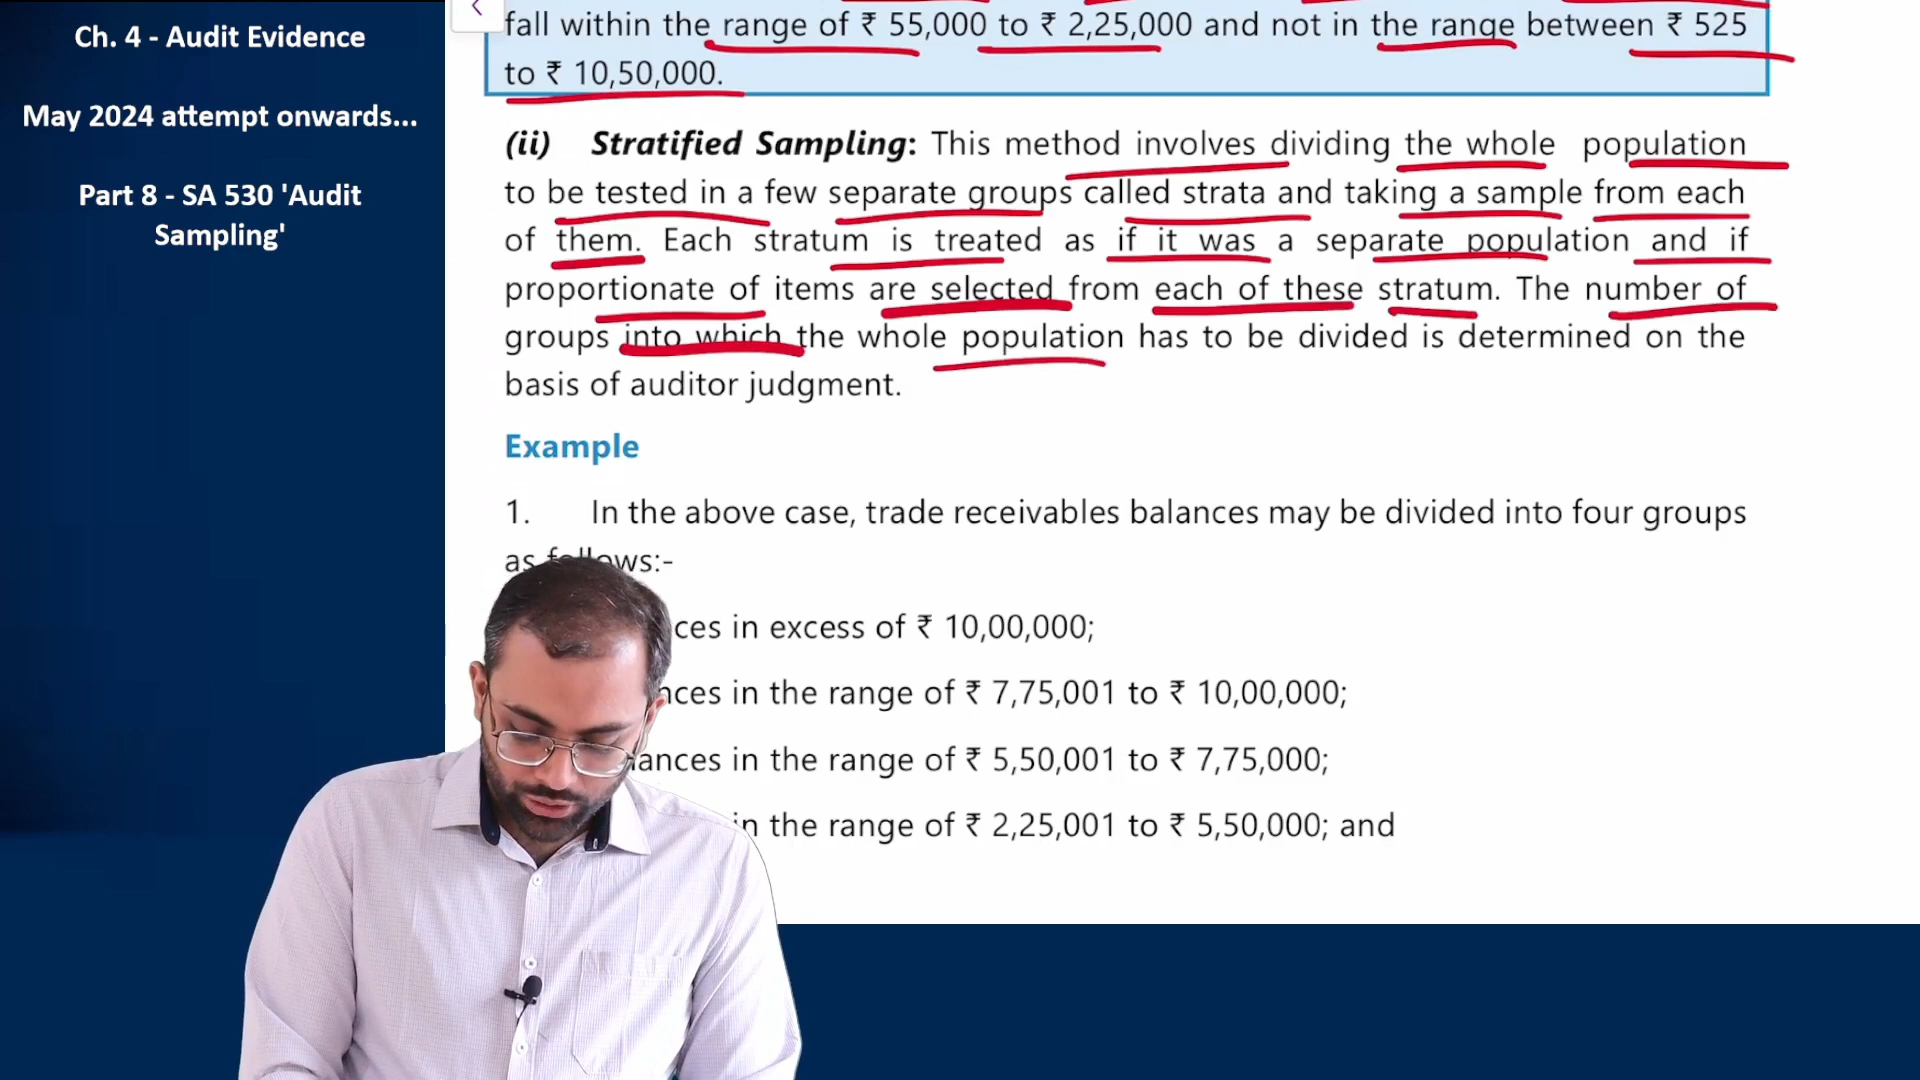 Ch. 4 - Audit Evidence
May 2024 attempt onwards...
Part 8 - SA 530 'Audit
Sampling'
fall within the range of ₹ 55,000 to ₹ 2,25,000 and not in the range between ₹ 525
to ₹ 10,50,000.
(ii) Stratified Sampling: This method involves dividing the whole population
to be tested in a few separate groups called strata and taking a sample from each
of them. Each stratum is treated as if it was a separate population and if
proportionate of items are selected from each of these stratum. The number of
groups into which the whole population has to be divided is determined on the
basis of auditor judgment.
Example
1. In the above case, trade receivables balances may be divided into four groups
as follows:-
in excess of ₹ 10,00,000;
in the range of ₹ 7,75,001 to ₹ 10,00,000;
in the range of ₹ 5,50,001 to ₹ 7,75,000;
in the range of ₹ 2,25,001 to ₹ 5,50,000; and